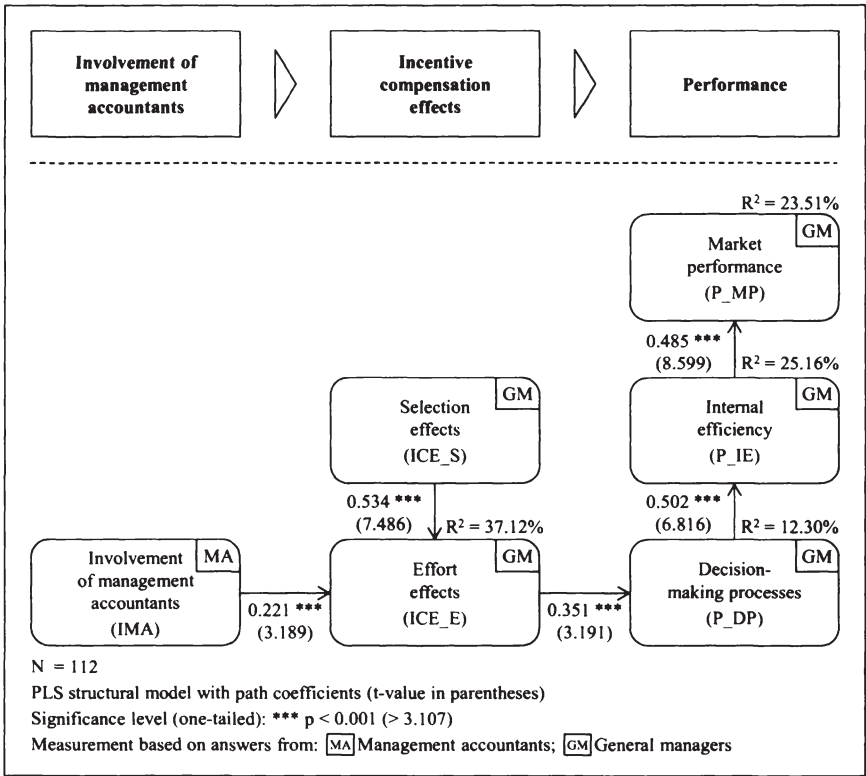 Involvement of
management
accountants
Incentive
compensation
effects
Performance
R² = 23.51%
GM
Market
performance
(P_MP)
0.485 ***
(8.599)
R² = 25.16%
GM
Selection
effects
(ICE_S)
GM
Internal
efficiency
(P_IE)
0.534 ***
(7.486)
R² = 37.12%
0.502 ***
(6.816)
R² = 12.30%
MA
Involvement
of management
accountants
(IMA)
0.221 ***
(3.189)
GM
Effort
effects
(ICE_E)
0.351 ***
(3.191)
GM
Decision-
making processes
(P_DP)
N = 112
PLS structural model with path coefficients (t-value in parentheses)
Significance level (one-tailed): *** p < 0.001 (> 3.107)
Measurement based on answers from: MA Management accountants; GM General managers